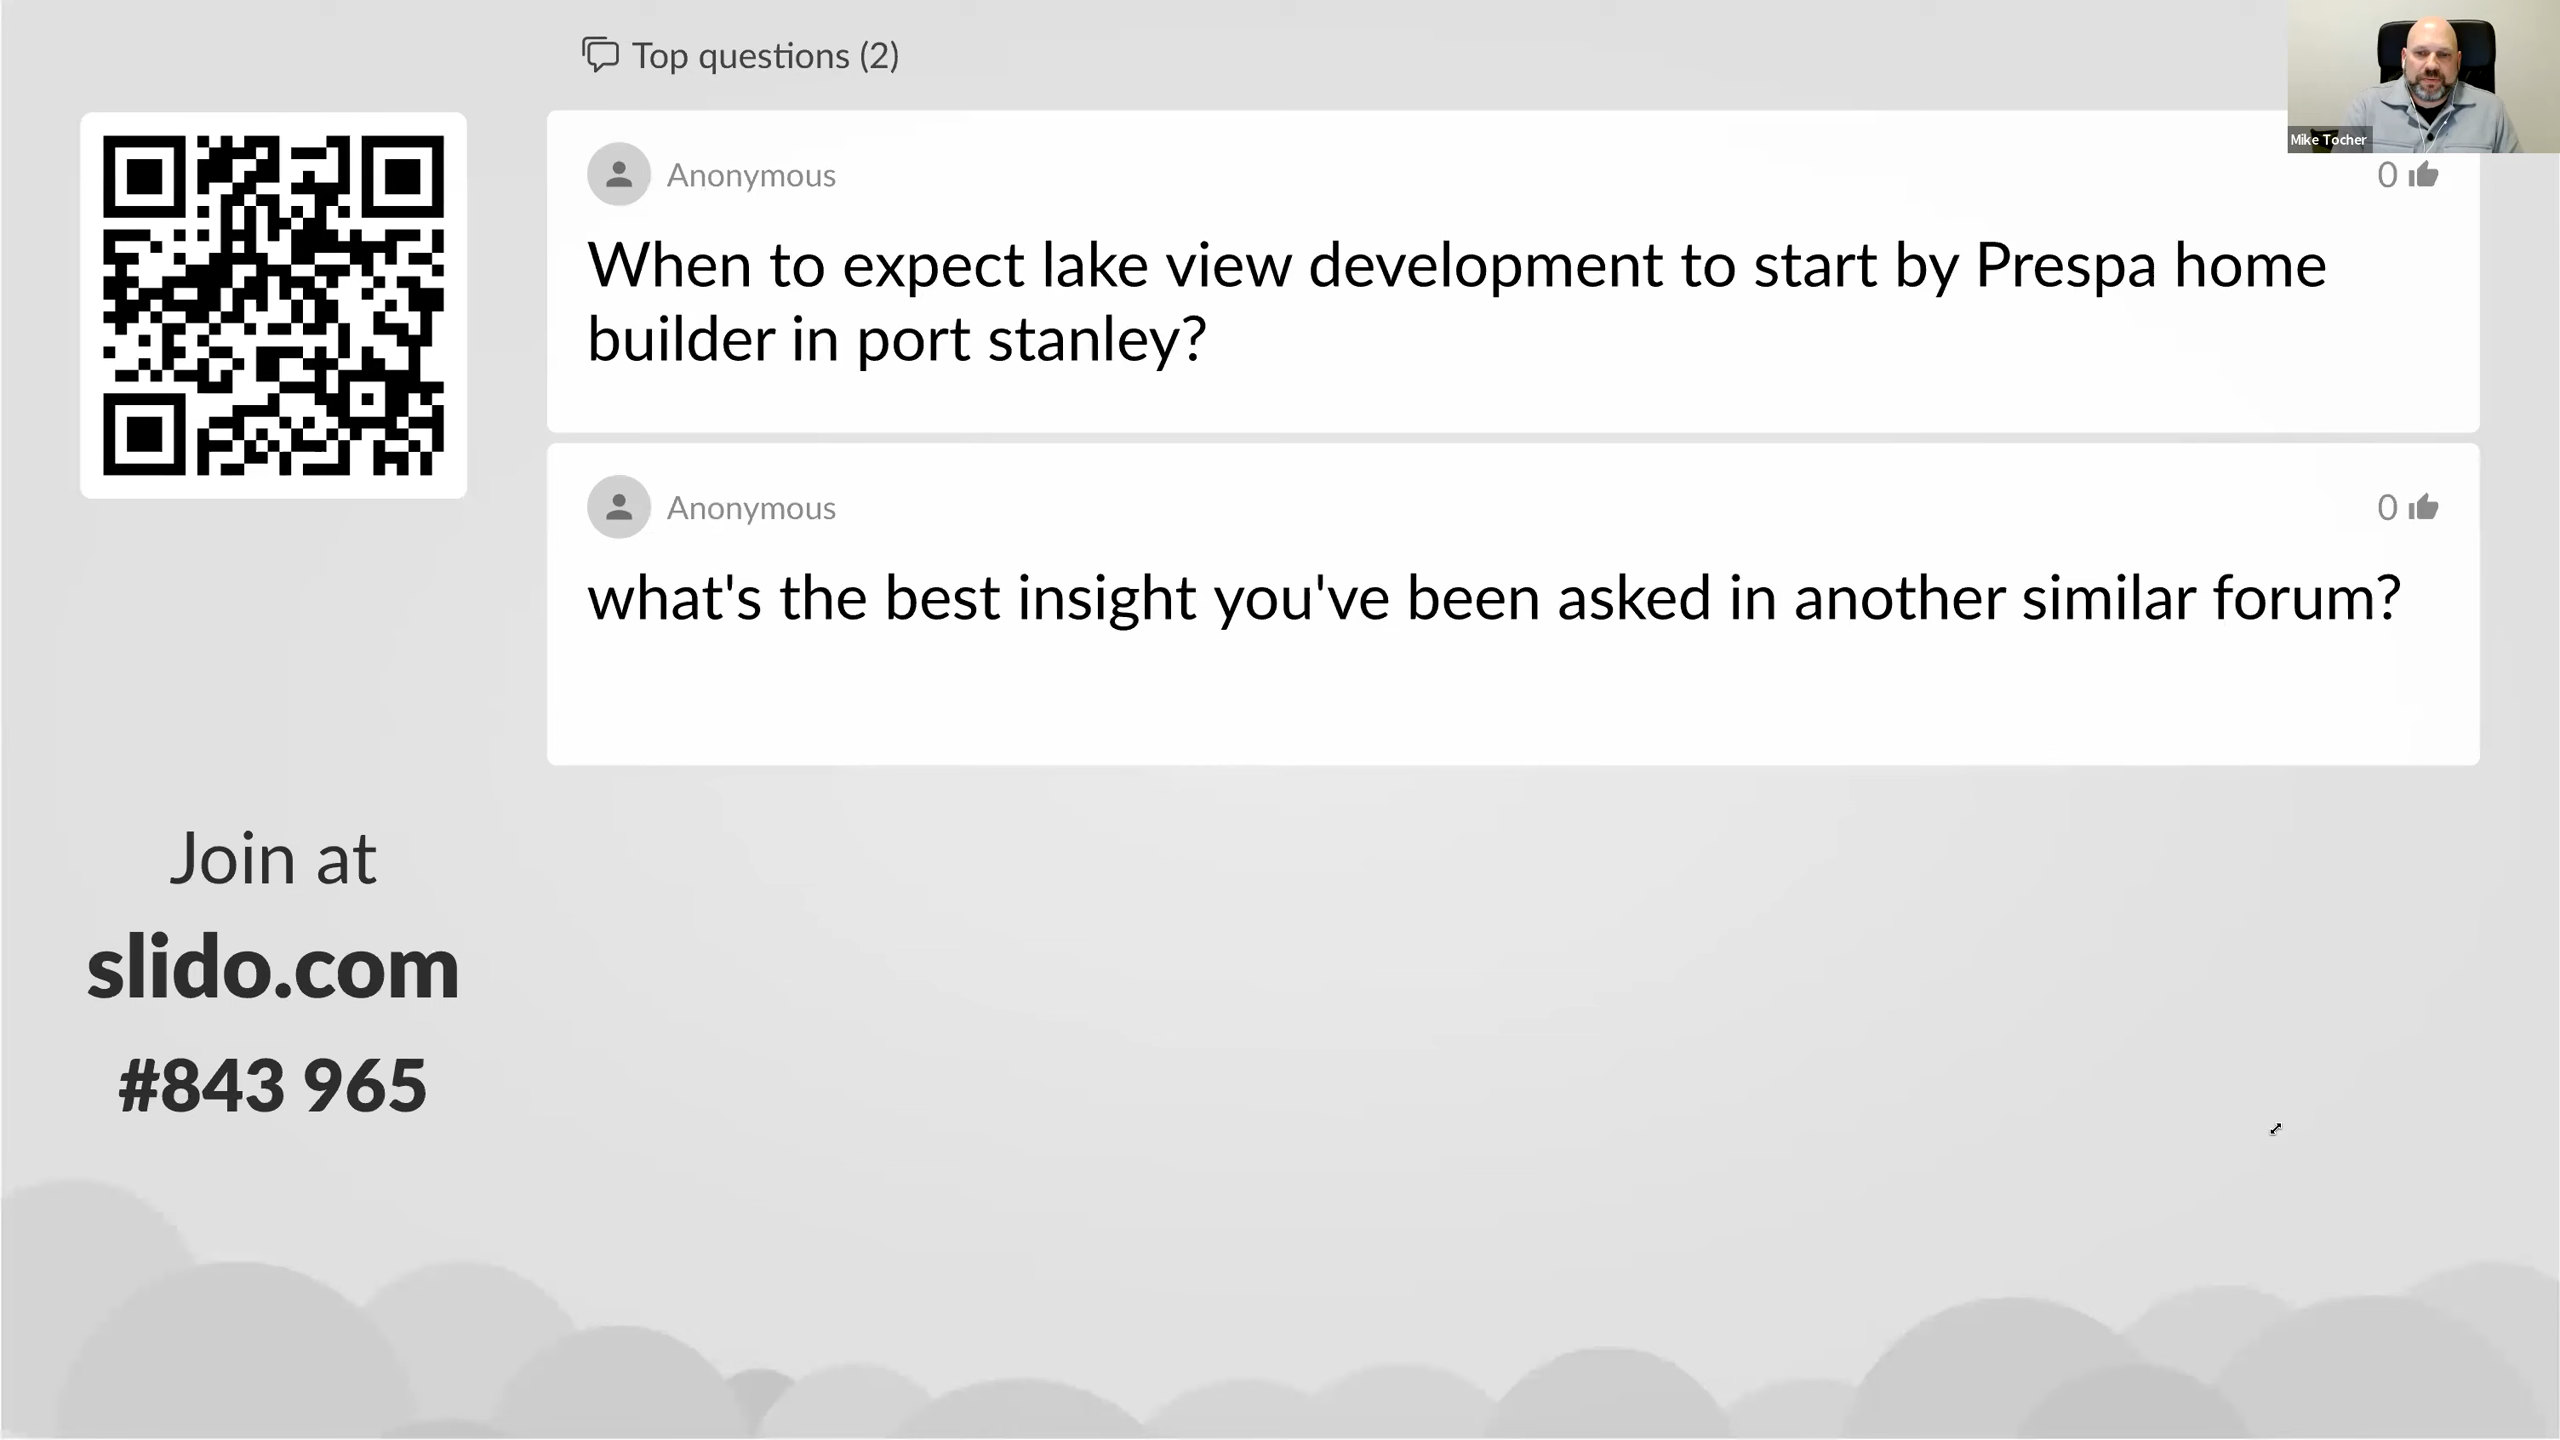 Top questions (2)
Mike Tocher
Anonymous
0
When to expect lake view development to start by Prespa home
builder in port stanley?
Anonymous
0
what's the best insight you've been asked in another similar forum?
Join at
slido.com
#843 965